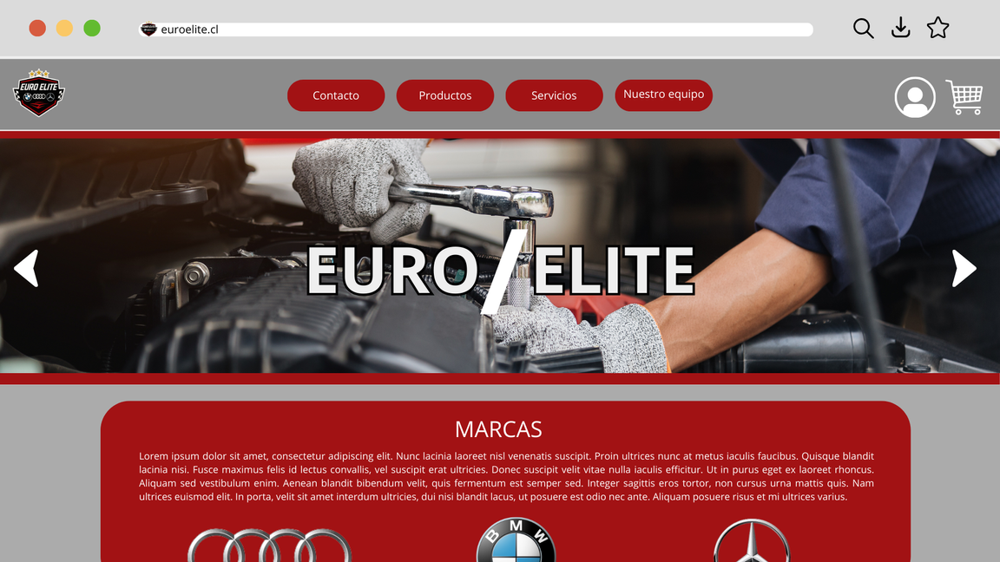 euroelite.cl
EURO ELITE
Contacto
Productos
Servicios
Nuestro equipo
EURO/ELITE
MARCAS
Lorem ipsum dolor sit amet, consectetur adipiscing elit. Nunc lacinia laoreet nisl venenatis suscipit. Proin ultrices nunc at metus iaculis faucibus. Quisque blandit
lacinia nisi. Fusce maximus felis id lectus convallis, vel suscipit erat ultricies. Donec suscipit velit vitae nulla iaculis efficitur. Ut in purus eget ex laoreet rhoncus.
Aliquam sed vestibulum enim. Aenean blandit bibendum velit, quis fermentum est semper sed. Integer sagittis eros tortor, non cursus urna mattis quis. Nam
ultrices euismod elit. In porta, velit sit amet interdum ultricies, dui nisi blandit lacus, ut posuere est odio nec ante. Aliquam posuere risus et mi ultrices varius.
BMW